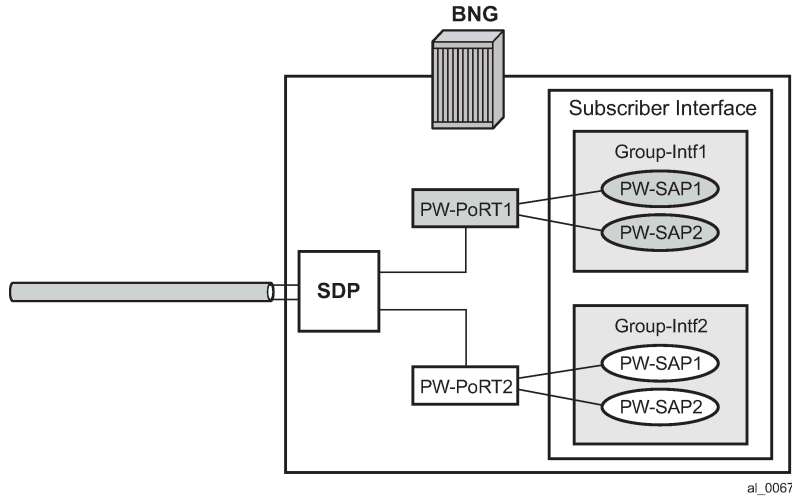 BNG
Subscriber Interface
Group-Intf1
PW-SAP1
PW-PoRT1
PW-SAP2
SDP
Group-Intf2
PW-SAP1
PW-PoRT2
PW-SAP2
al_0067